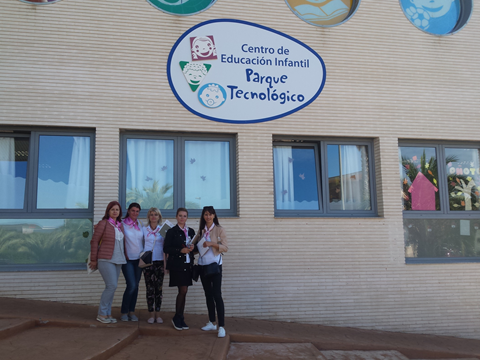 Centro de
Educación Infantil
Parque
Tecnológico